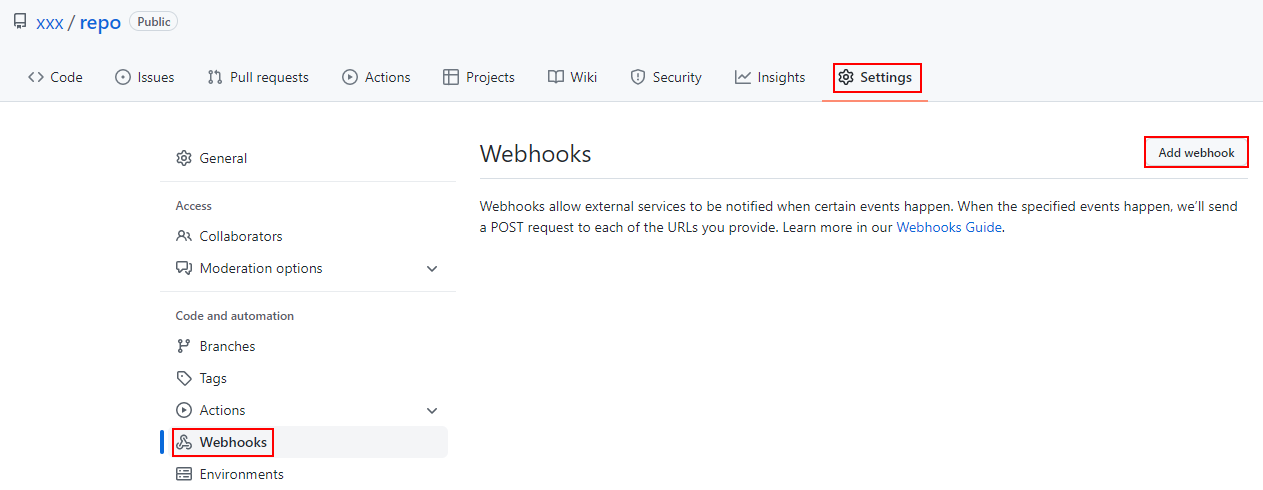 xxx / repo Public
Code Issues Pull requests Actions Projects Wiki Security Insights Settings
General
Access
Collaborators
Moderation options
Code and automation
Branches
Tags
Actions
Webhooks
Environments
Webhooks
Add webhook
Webhooks allow external services to be notified when certain events happen. When the specified events happen, we’ll send
a POST request to each of the URLs you provide. Learn more in our Webhooks Guide.